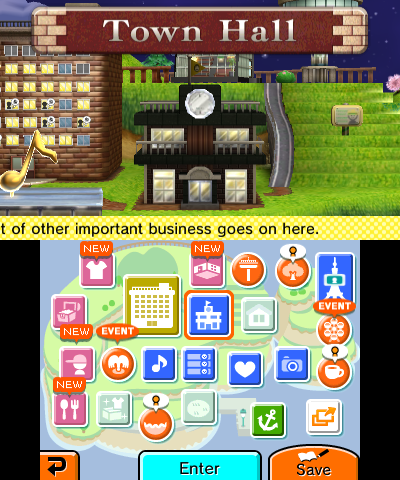 Town Hall
t of other important business goes on here.
NEW
NEW
EVENT
NEW
EVENT
NEW
Enter
Save